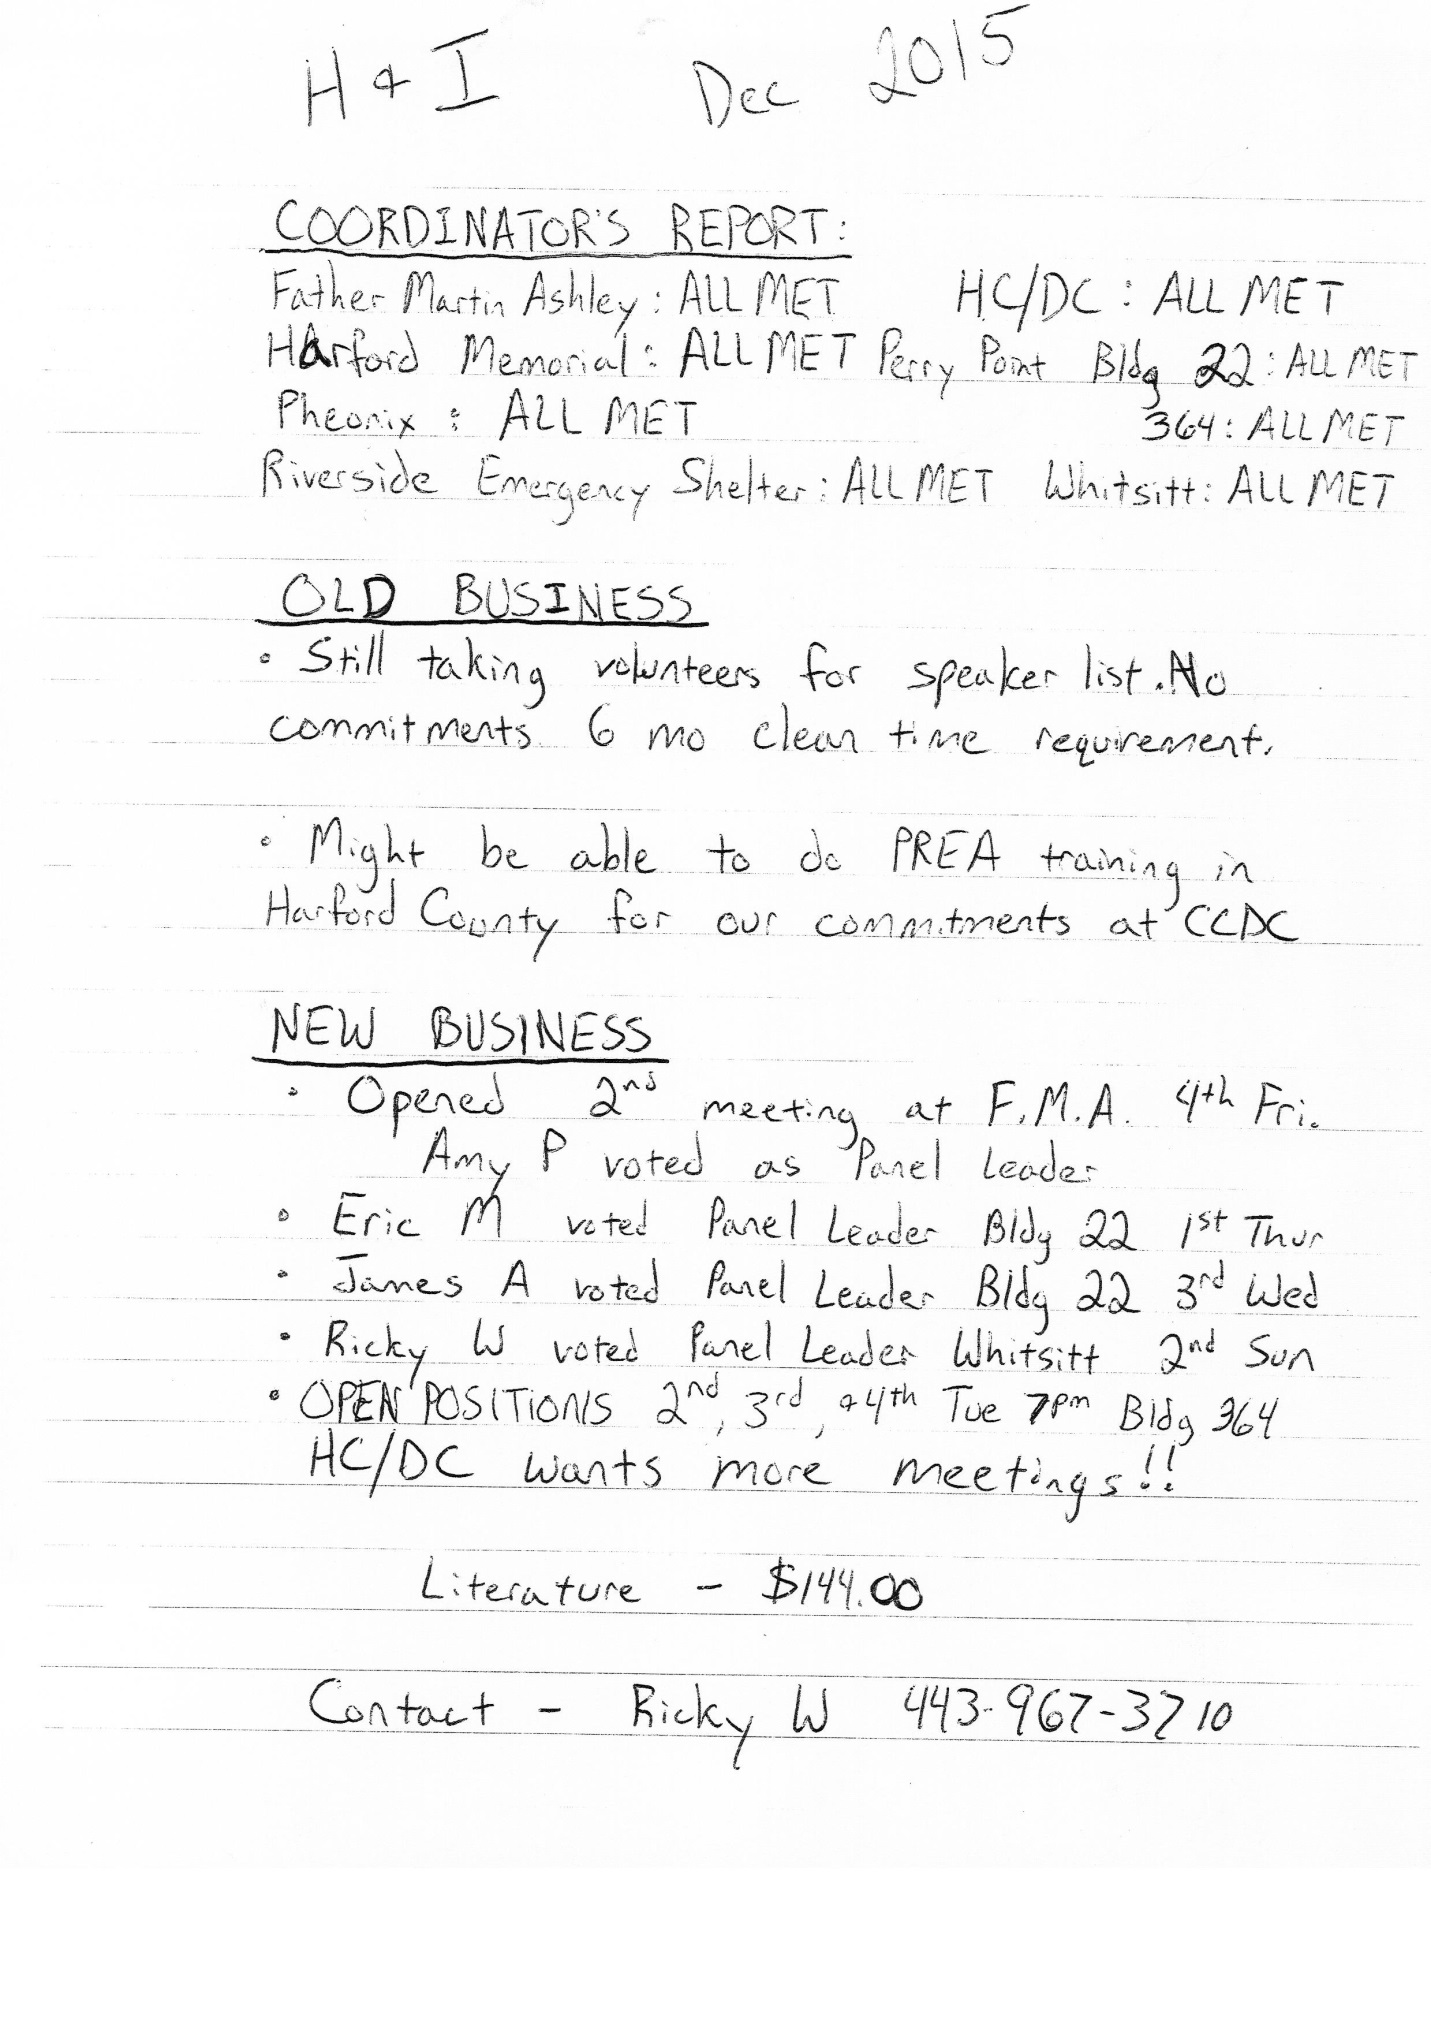 H & I Dec 2015
COORDINATOR'S REPORT:
Father Martin Ashley: ALL MET HC/DC: ALL MET
Harford Memorial: ALL MET Perry Point Bldg 22: ALL MET
Pheonix: ALL MET 364: ALL MET
Riverside Emergency Shelter: ALL MET Whitsitt: ALL MET
OLD BUSINESS
• Still taking volunteers for speaker list. No
commitments 6 mo clean time requirement.
• Might be able to do PREA training in
Harford County for our commitments at CCDC
NEW BUSINESS
• Opened 2nd meeting at F.M.A. 4th Fri.
Amy P voted as Panel Leader
• Eric M voted Panel Leader Bldg 22 1st Thur
• James A voted Panel Leader Bldg 22 3rd Wed
• Ricky W voted Panel Leader Whitsitt 2nd Sun
• OPEN POSITIONS 2nd, 3rd, & 4th Tue 7pm Bldg 364
HC/DC wants more meetings!!
Literature - $144.00
Contact - Ricky W 443-967-3710